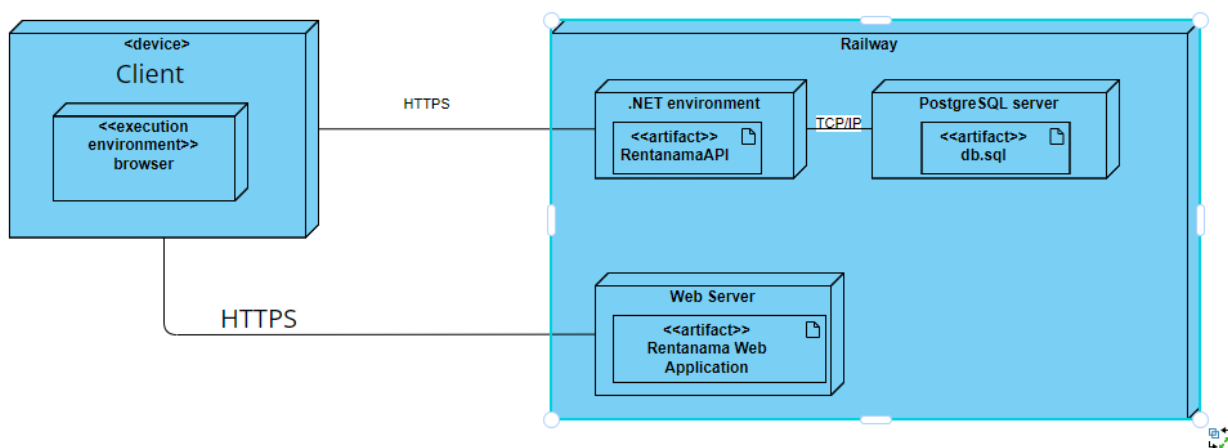 <device>
Client
<<execution
environment>>
browser
HTTPS
Railway
.NET environment
<<artifact>>
RentanamaAPI
TCP/IP
PostgreSQL server
<<artifact>>
db.sql
HTTPS
Web Server
<<artifact>>
Rentanama Web
Application